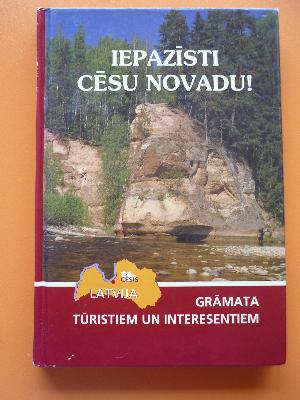 IEPAZĪSTI
CĒSU NOVADU!
CĒSIS
LATVIJA
GRĀMATA
TŪRISTIEM UN INTERESENTIEM